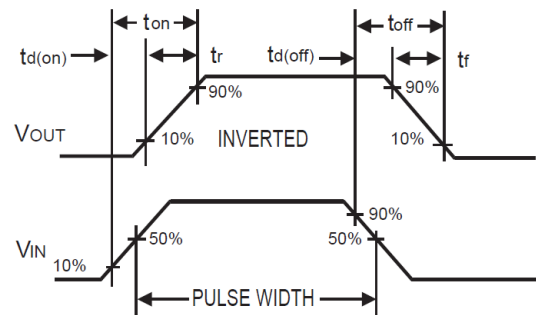 ton toff
td(on) tr td(off) tf
90% 90%
VOUT 10% INVERTED 10%
90%
VIN 50% 50%
10%
PULSE WIDTH